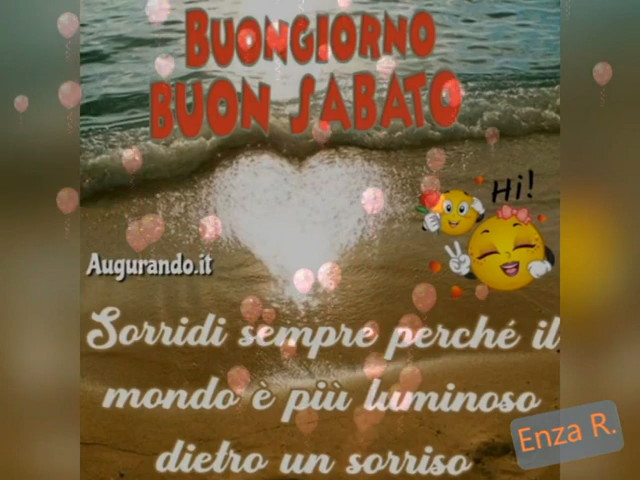 BUONGIORNO
BUON SABATO
Hi!
Augurando.it
Sorridi sempre perché il
mondo è più luminoso
dietro un sorriso
Enza R.